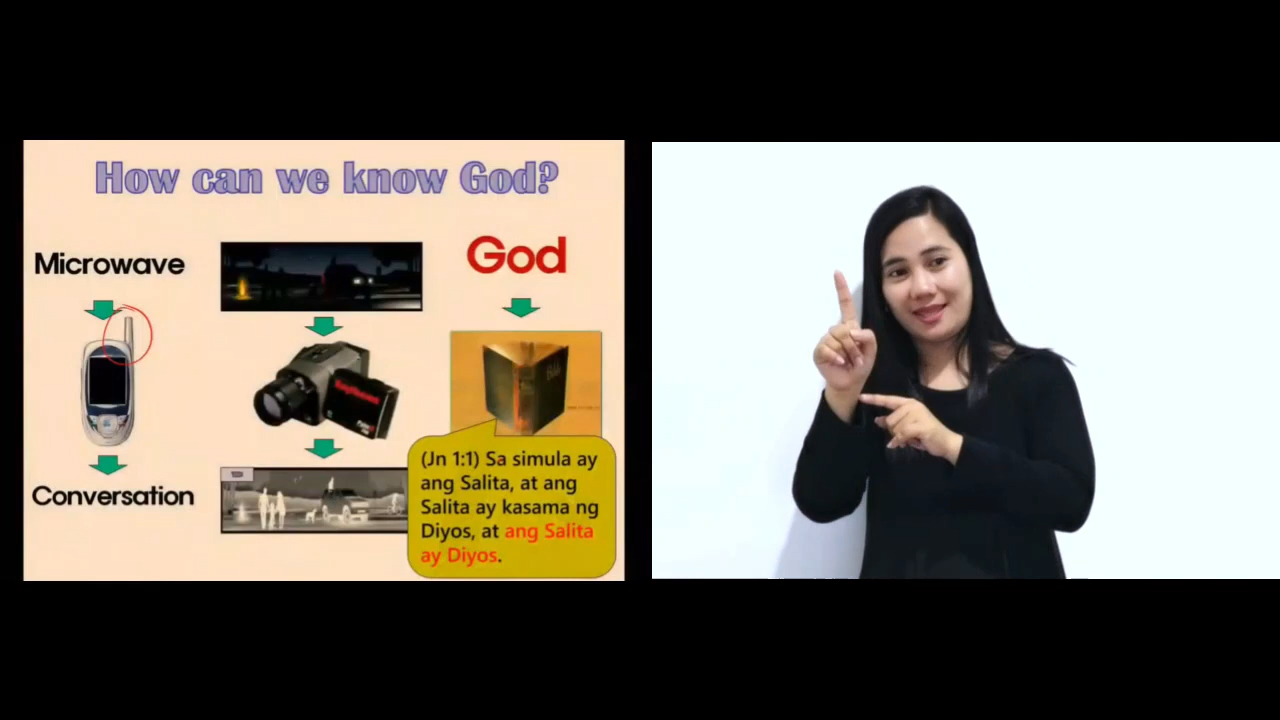 How can we know God?
Microwave
Conversation
God
(Jn 1:1) Sa simula ay
ang Salita, at ang
Salita ay kasama ng
Diyos, at ang Salita
ay Diyos.